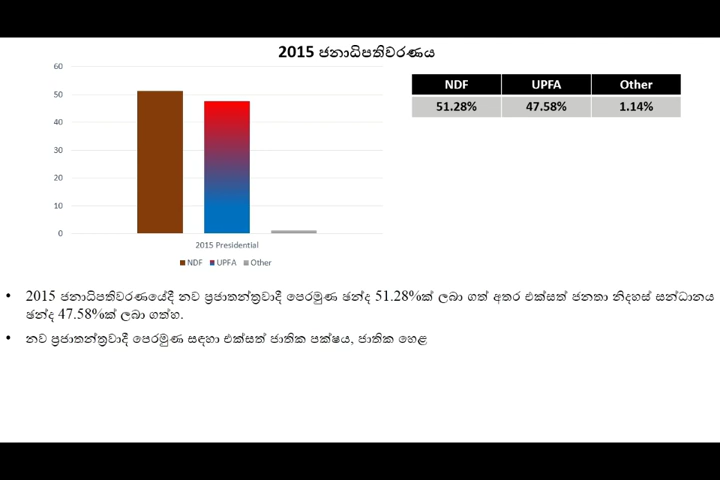 2015 ජනාධිපතිවරණය
60
50
40
30
20
10
0
2015 Presidential
NDF UPFA Other
NDF UPFA Other
51.28% 47.58% 1.14%
• 2015 ජනාධිපතිවරණයේදී නව ප්‍රජාතන්ත්‍රවාදී පෙරමුණ ඡන්ද 51.28%ක් ලබා ගත් අතර එක්සත් ජනතා නිදහස් සන්ධානය
ඡන්ද 47.58%ක් ලබා ගත්හ.
• නව ප්‍රජාතන්ත්‍රවාදී පෙරමුණ සඳහා එක්සත් ජාතික පක්ෂය, ජාතික හෙළ